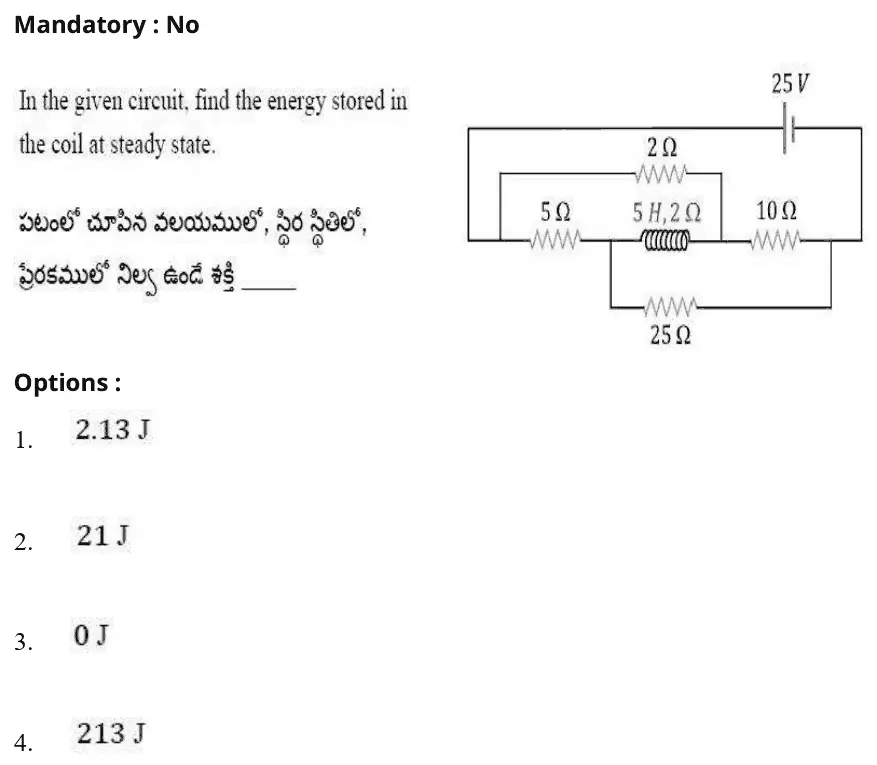 Mandatory : No
In the given circuit, find the energy stored in
the coil at steady state.
పటంలో చూపిన వలయములో, స్థిర స్థితిలో,
ప్రేరకములో నిల్వ ఉండే శక్తి _____
25 V
2 Ω
5 Ω
5 H, 2 Ω
10 Ω
25 Ω
Options :
1. 2.13 J
2. 21 J
3. 0 J
4. 213 J